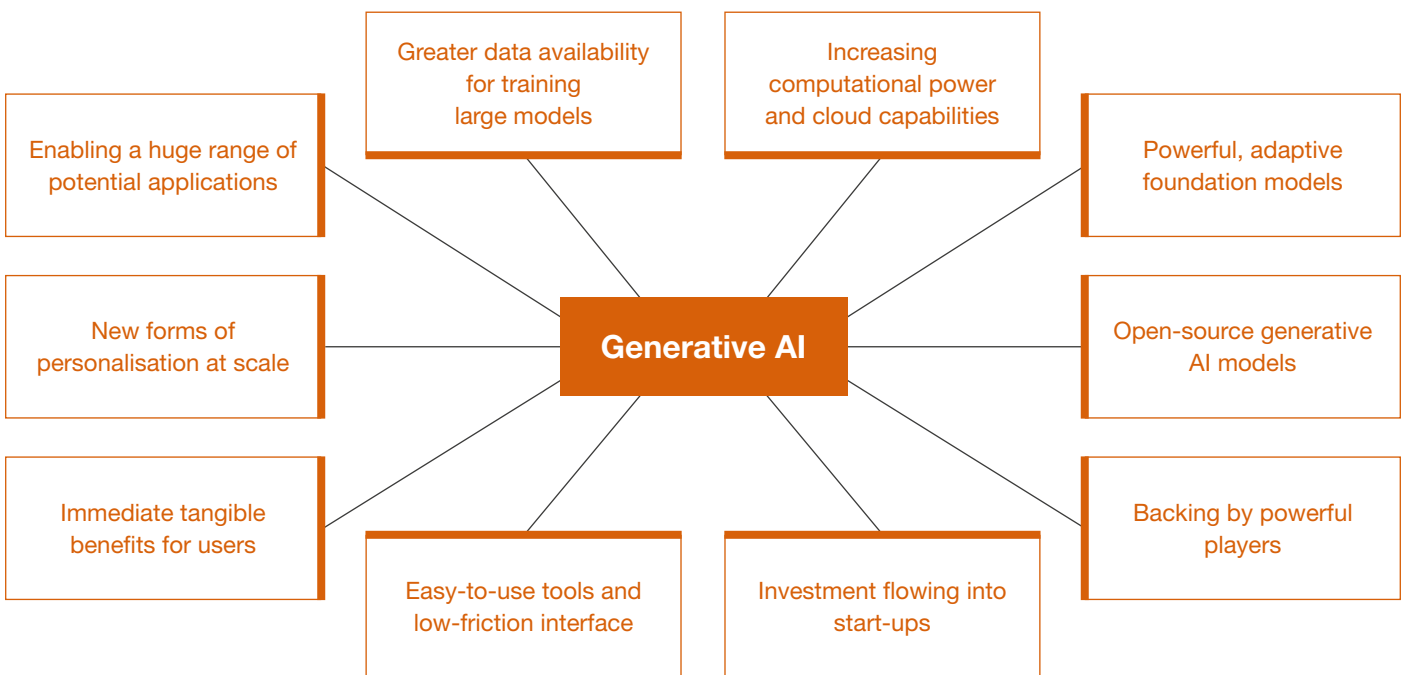 Greater data availability
for training
large models
Increasing
computational power
and cloud capabilities
Enabling a huge range of
potential applications
Powerful, adaptive
foundation models
New forms of
personalisation at scale
Generative AI
Open-source generative
AI models
Immediate tangible
benefits for users
Backing by powerful
players
Easy-to-use tools and
low-friction interface
Investment flowing into
start-ups